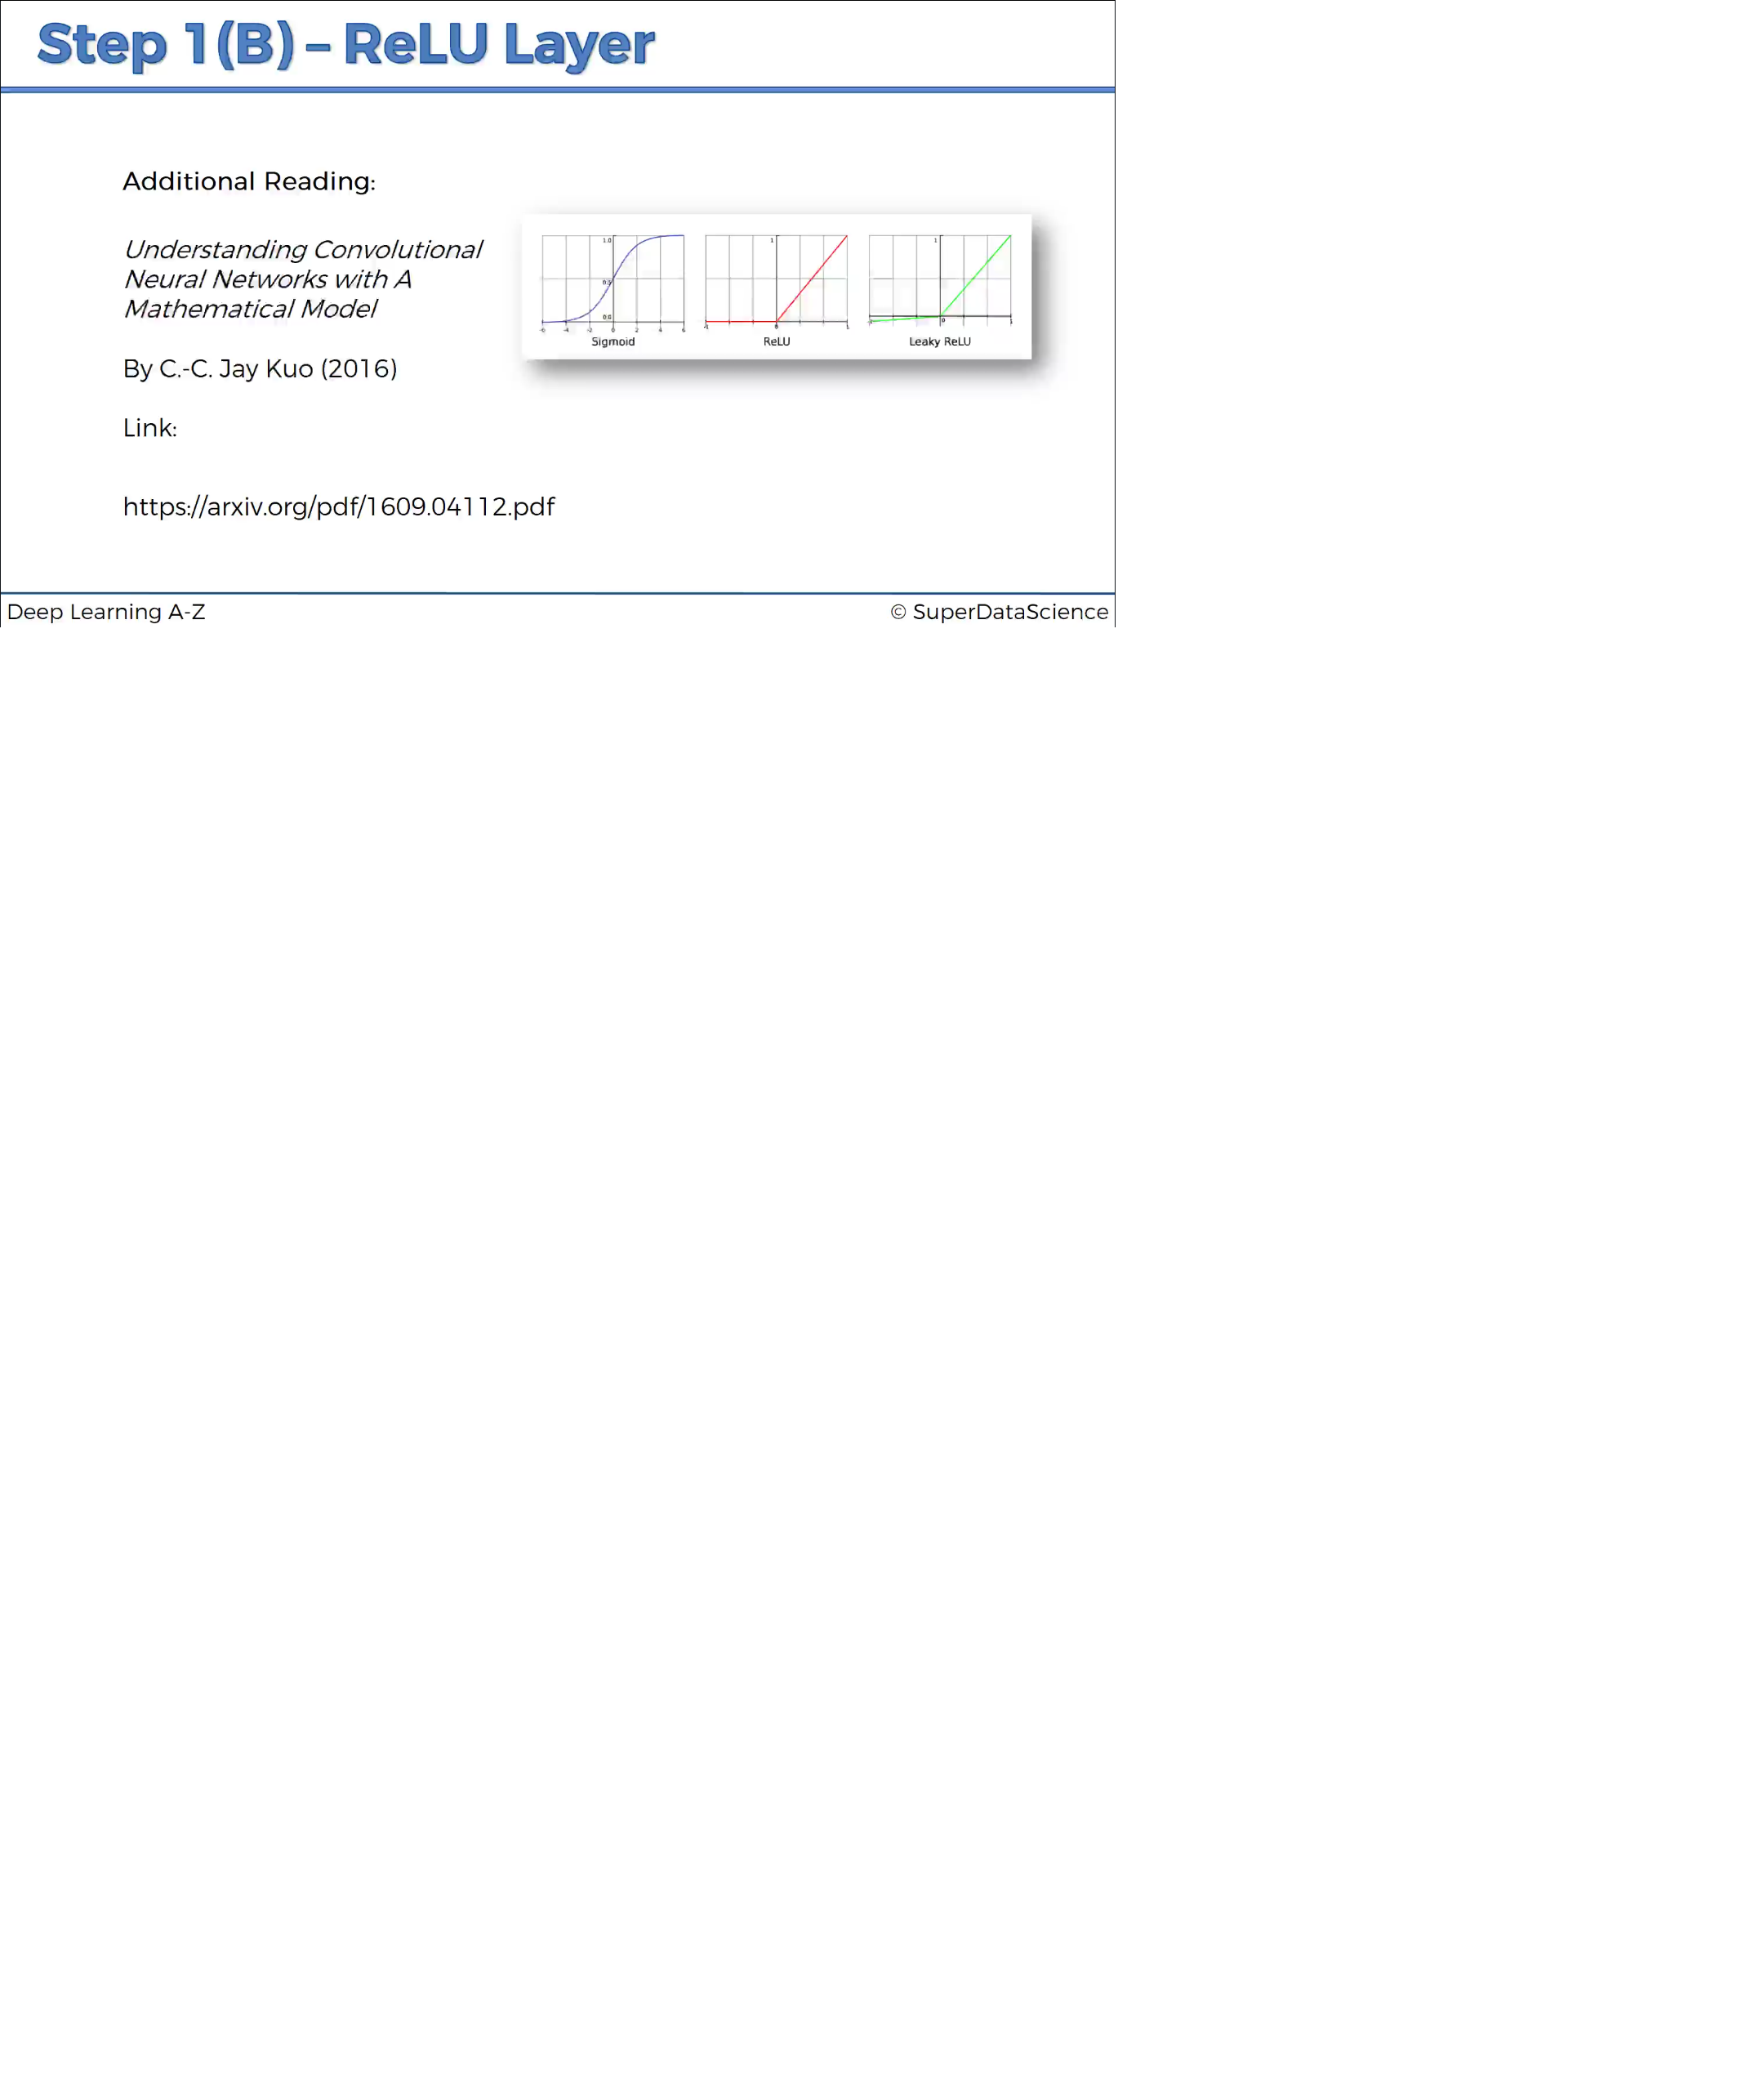 Step 1(B) – ReLU Layer
Additional Reading:
Understanding Convolutional
Neural Networks with A
Mathematical Model
By C.-C. Jay Kuo (2016)
Link:
https://arxiv.org/pdf/1609.04112.pdf
1.0
0.5
0.0
-6 -4 -2 0 2 4 6
Sigmoid
1
-1 0 1
ReLU
1
-1 0 1
Leaky ReLU
Deep Learning A-Z
© SuperDataScience